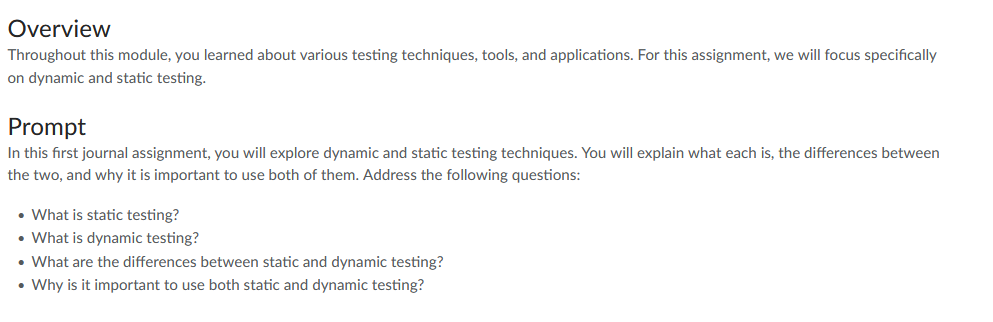 Overview
Throughout this module, you learned about various testing techniques, tools, and applications. For this assignment, we will focus specifically
on dynamic and static testing.
Prompt
In this first journal assignment, you will explore dynamic and static testing techniques. You will explain what each is, the differences between
the two, and why it is important to use both of them. Address the following questions:
• What is static testing?
• What is dynamic testing?
• What are the differences between static and dynamic testing?
• Why is it important to use both static and dynamic testing?